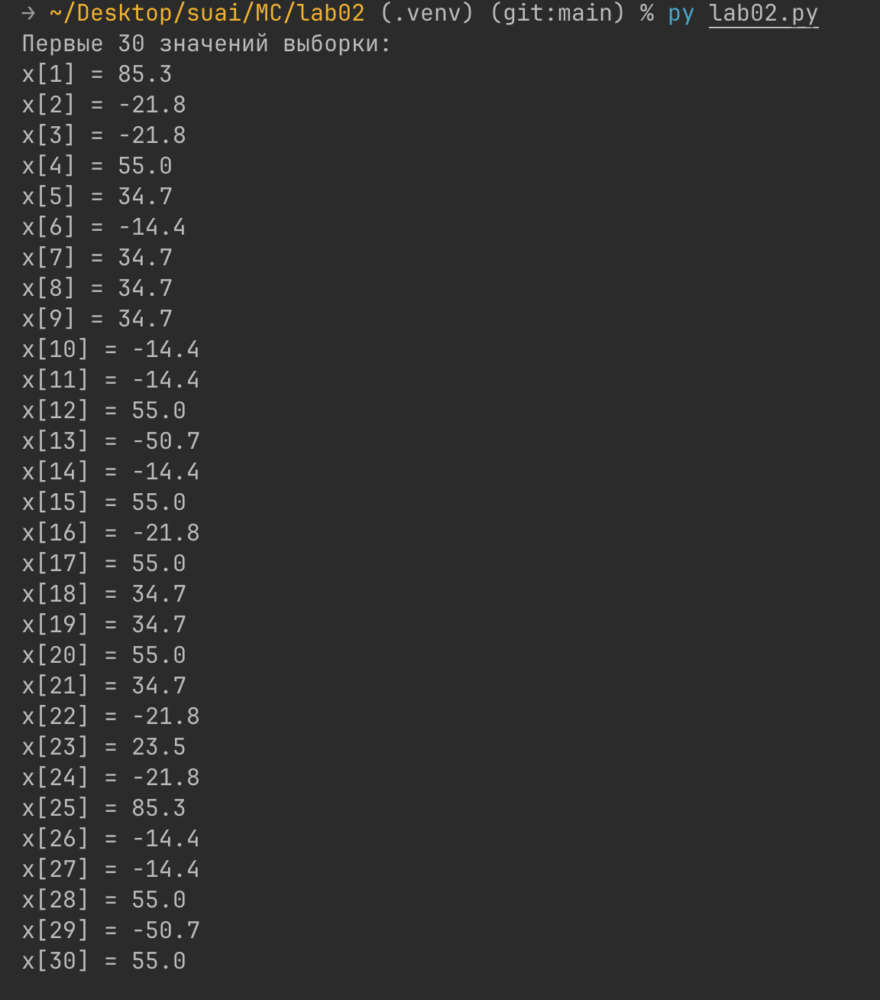 → ~/Desktop/suai/MC/lab02 (.venv) (git:main) % py lab02.py
Первые 30 значений выборки:
x[1] = 85.3
x[2] = -21.8
x[3] = -21.8
x[4] = 55.0
x[5] = 34.7
x[6] = -14.4
x[7] = 34.7
x[8] = 34.7
x[9] = 34.7
x[10] = -14.4
x[11] = -14.4
x[12] = 55.0
x[13] = -50.7
x[14] = -14.4
x[15] = 55.0
x[16] = -21.8
x[17] = 55.0
x[18] = 34.7
x[19] = 34.7
x[20] = 55.0
x[21] = 34.7
x[22] = -21.8
x[23] = 23.5
x[24] = -21.8
x[25] = 85.3
x[26] = -14.4
x[27] = -14.4
x[28] = 55.0
x[29] = -50.7
x[30] = 55.0